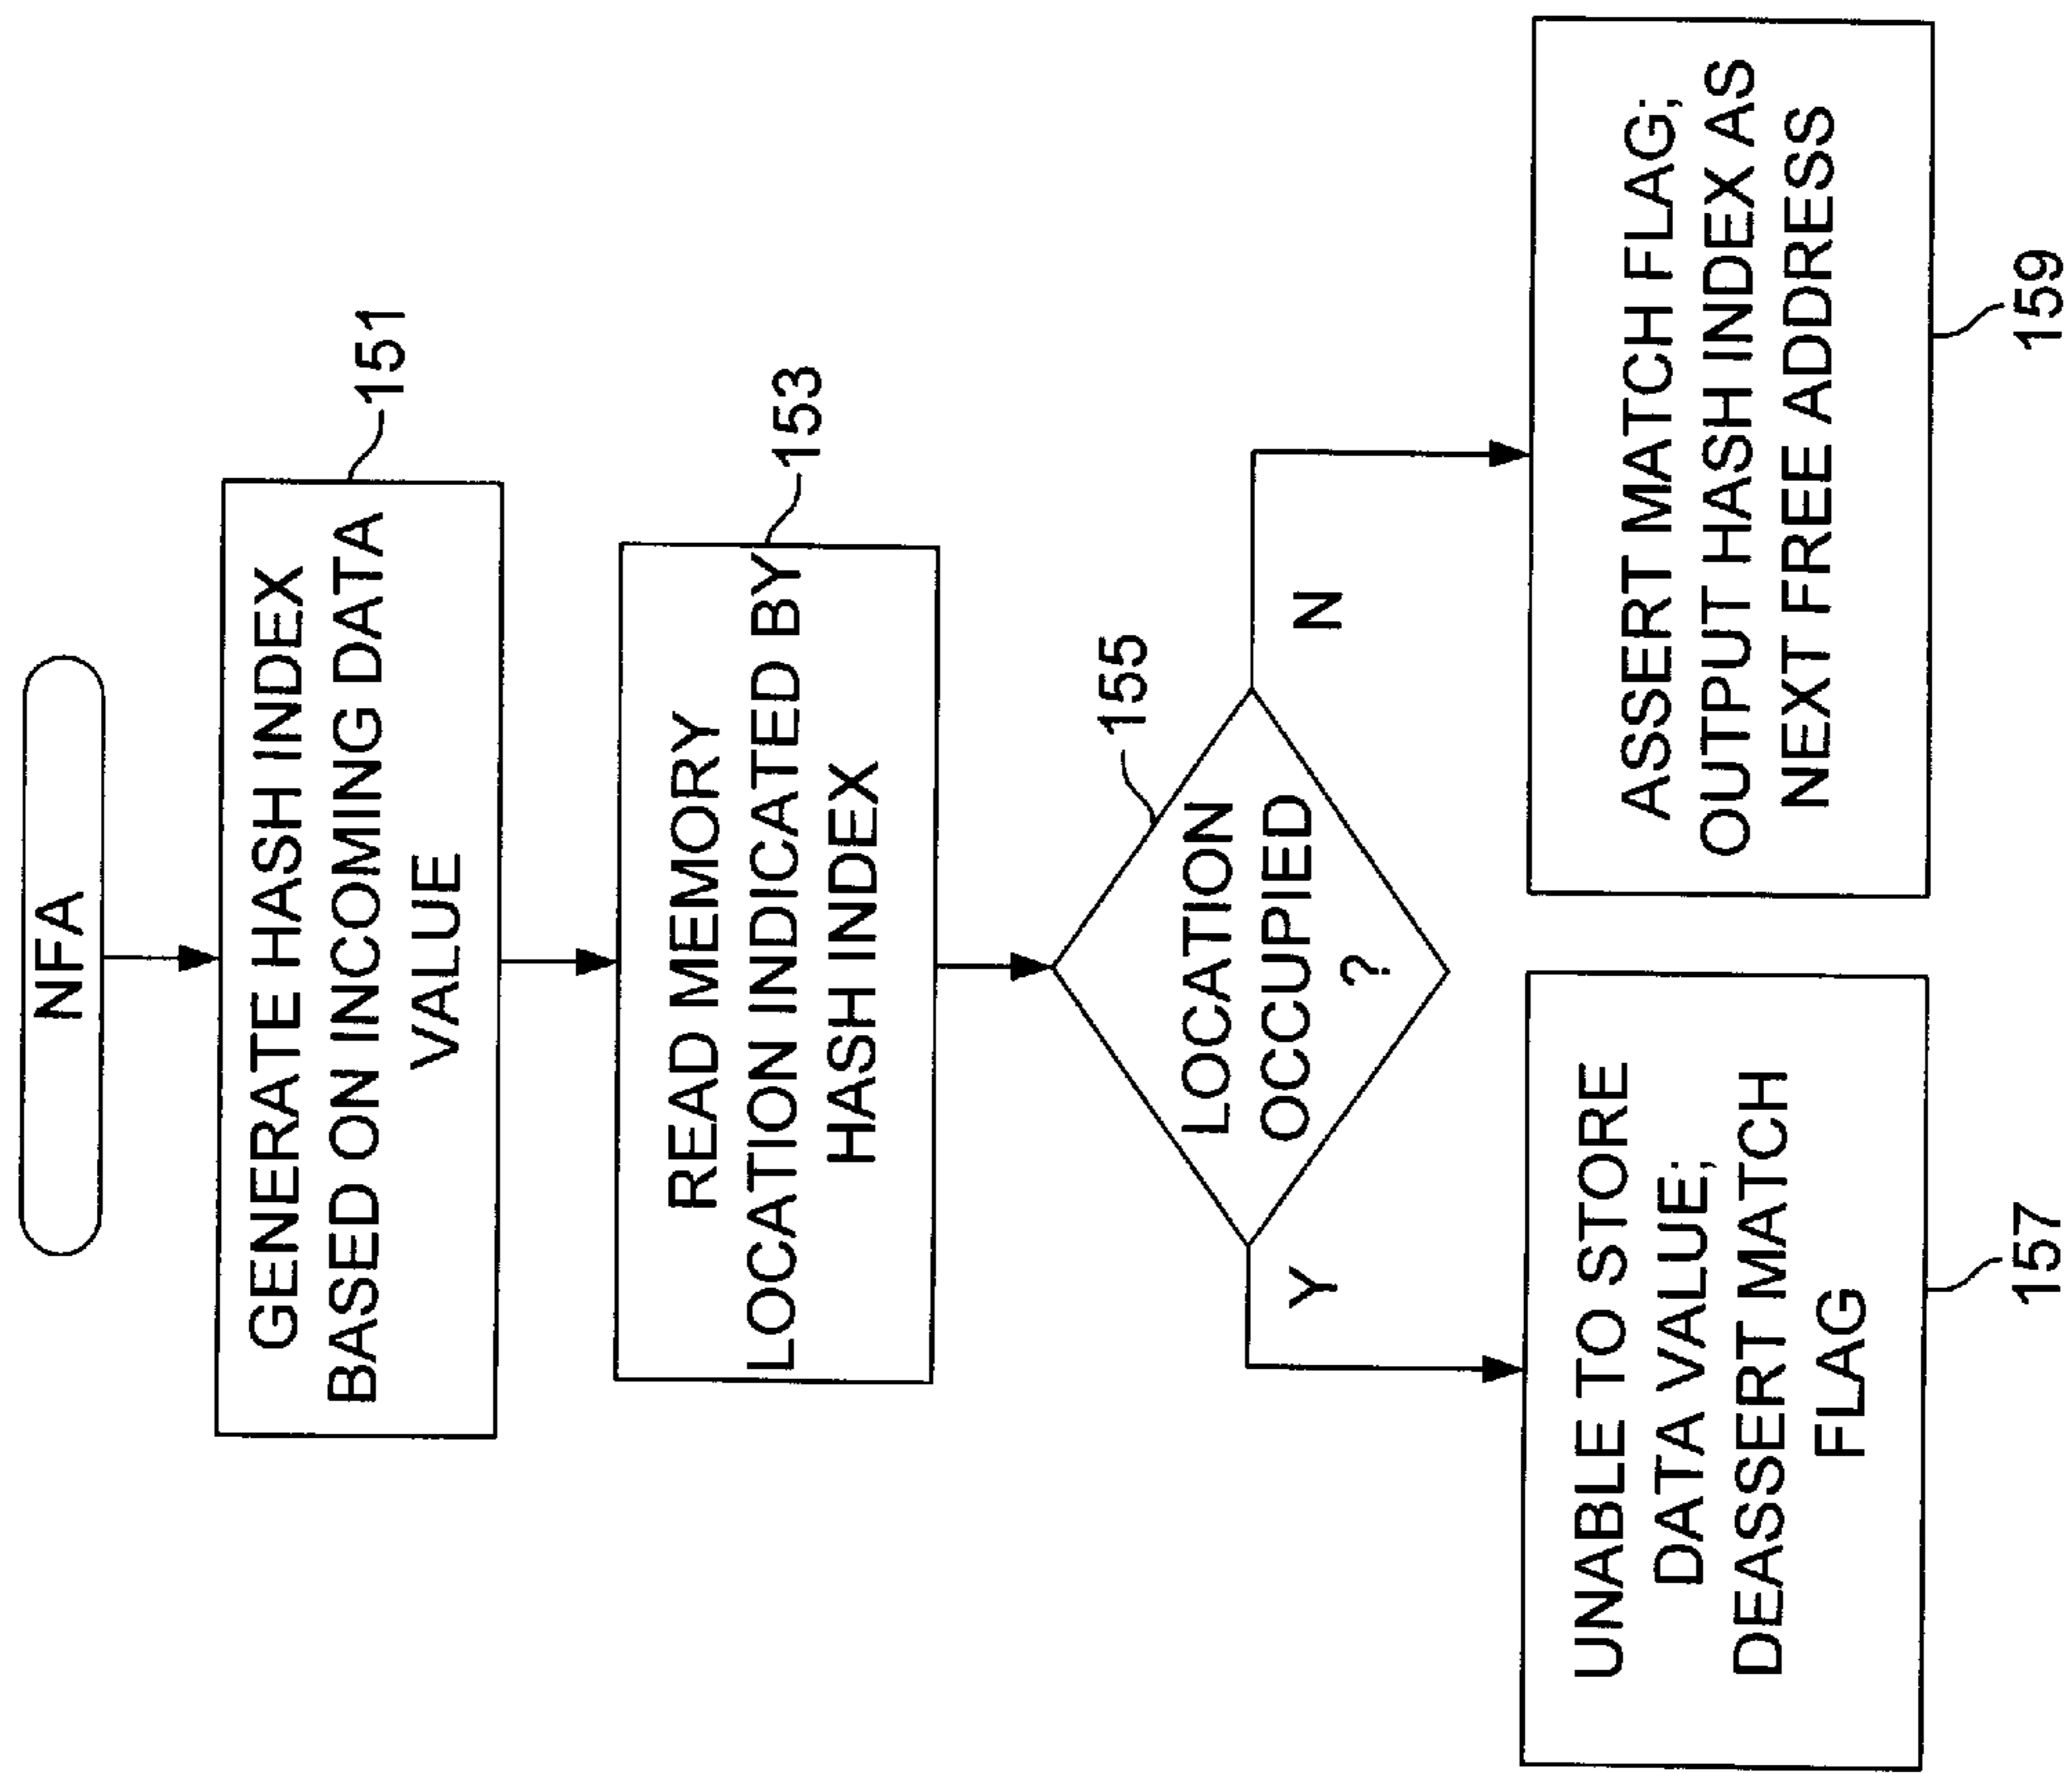 NFA
GENERATE HASH INDEX
BASED ON INCOMING DATA
VALUE
151
READ MEMORY
LOCATION INDICATED BY
HASH INDEX
153
LOCATION
OCCUPIED
?
155
Y
N
UNABLE TO STORE
DATA VALUE;
DEASSERT MATCH
FLAG
157
ASSERT MATCH FLAG;
OUTPUT HASH INDEX AS
NEXT FREE ADDRESS
159